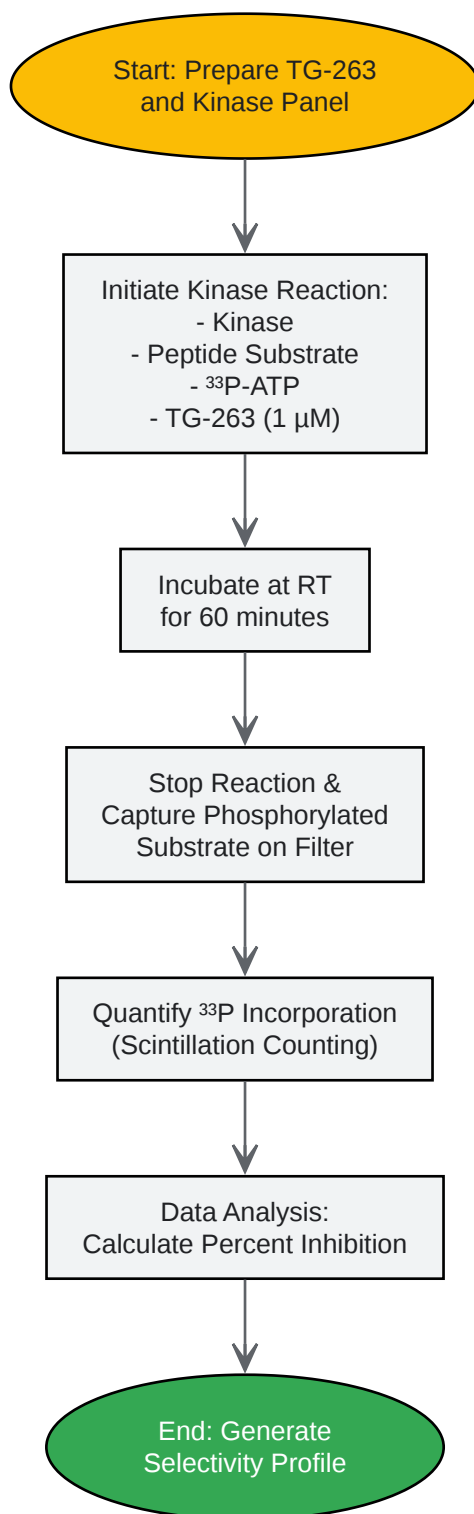 Start: Prepare TG-263
and Kinase Panel
Initiate Kinase Reaction:
- Kinase
- Peptide Substrate
- ³³P-ATP
- TG-263 (1 µM)
Incubate at RT
for 60 minutes
Stop Reaction &
Capture Phosphorylated
Substrate on Filter
Quantify ³³P Incorporation
(Scintillation Counting)
Data Analysis:
Calculate Percent Inhibition
End: Generate
Selectivity Profile